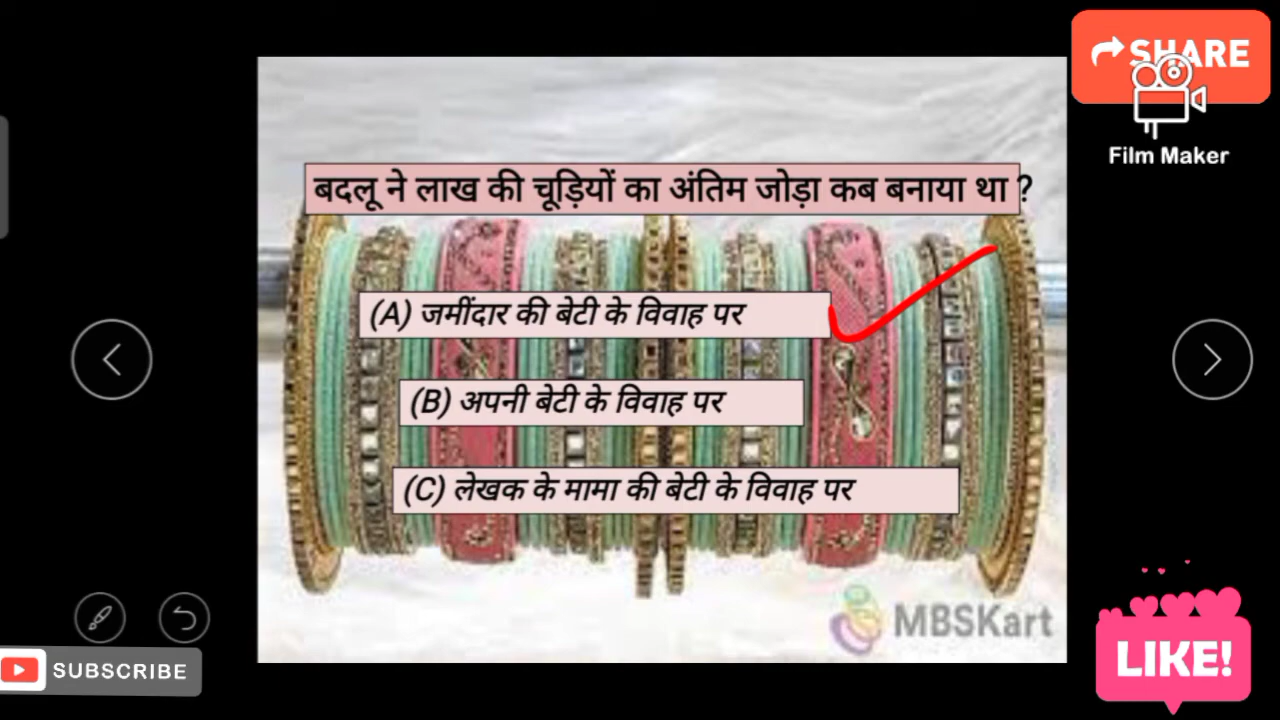 SHARE
Film Maker
बदलू ने लाख की चूड़ियों का अंतिम जोड़ा कब बनाया था ?
(A) जमींदार की बेटी के विवाह पर
(B) अपनी बेटी के विवाह पर
(C) लेखक के मामा की बेटी के विवाह पर
MBSKart
SUBSCRIBE
LIKE!